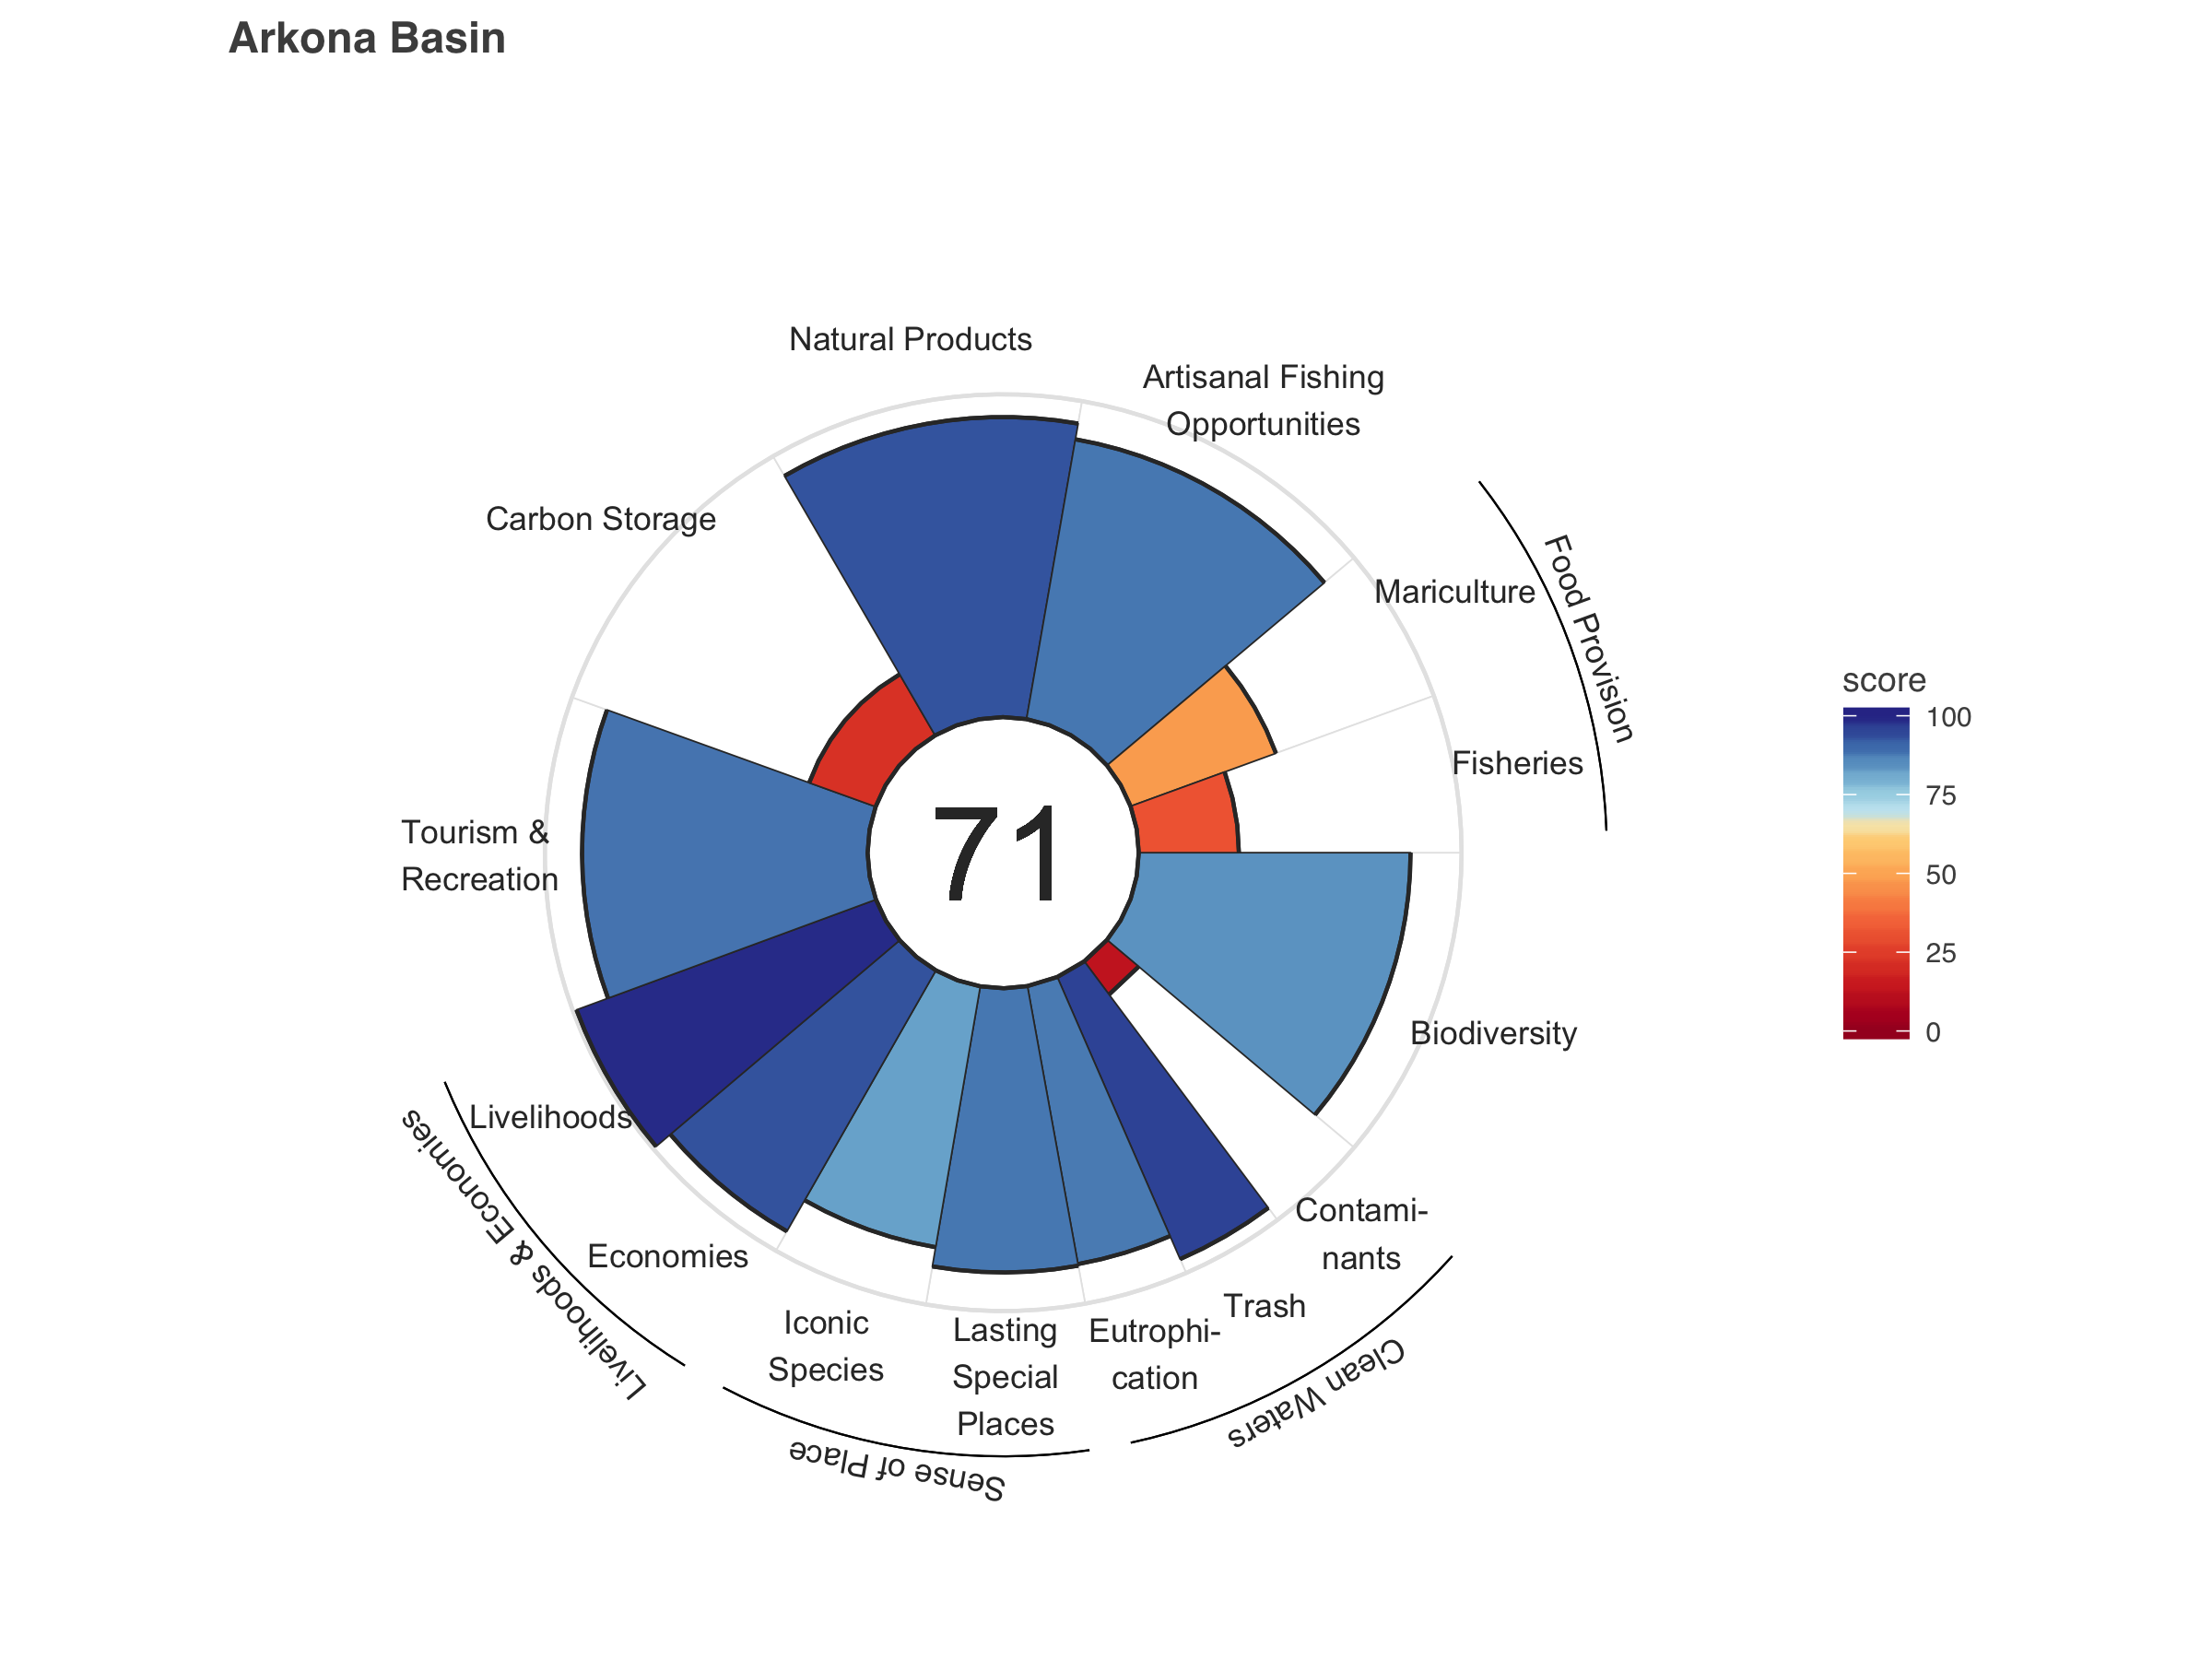 Arkona Basin
Natural Products
Artisanal Fishing
Opportunities
Carbon Storage
Mariculture
Food Provision
Fisheries
Tourism &
Recreation
71
Biodiversity
Livelihoods
Livelihoods & Economies
Economies
Iconic
Species
Lasting
Special
Places
Eutrophi-
cation
Trash
Contami-
nants
Clean Waters
Sense of Place
score
100
75
50
25
0